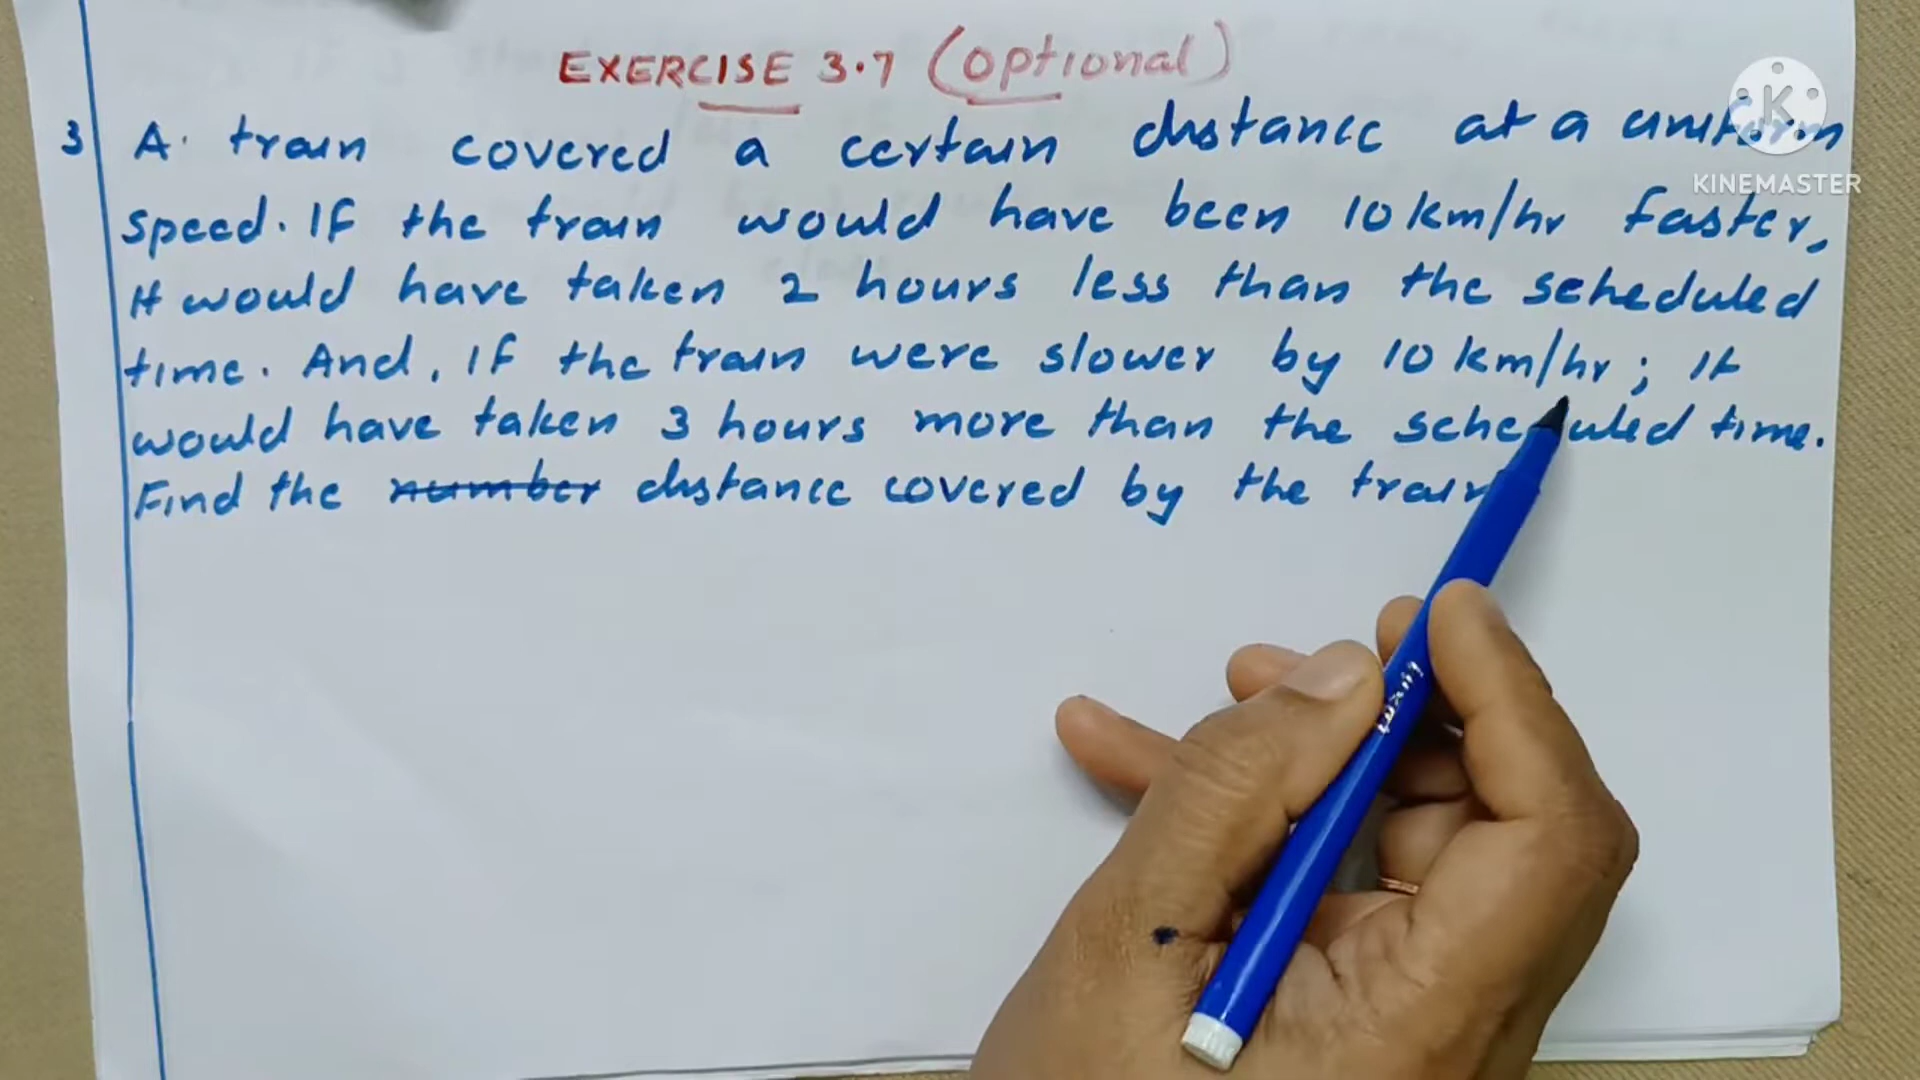 EXERCISE 3.7 (optional)
3 A. train covered a certain distance at a uniform
speed. If the train would have been 10 km/hr faster,
it would have taken 2 hours less than the scheduled
time. And, if the train were slower by 10 km/hr; it
would have taken 3 hours more than the scheduled time.
Find the number distance covered by the train
K
KINEMASTER
Luxor